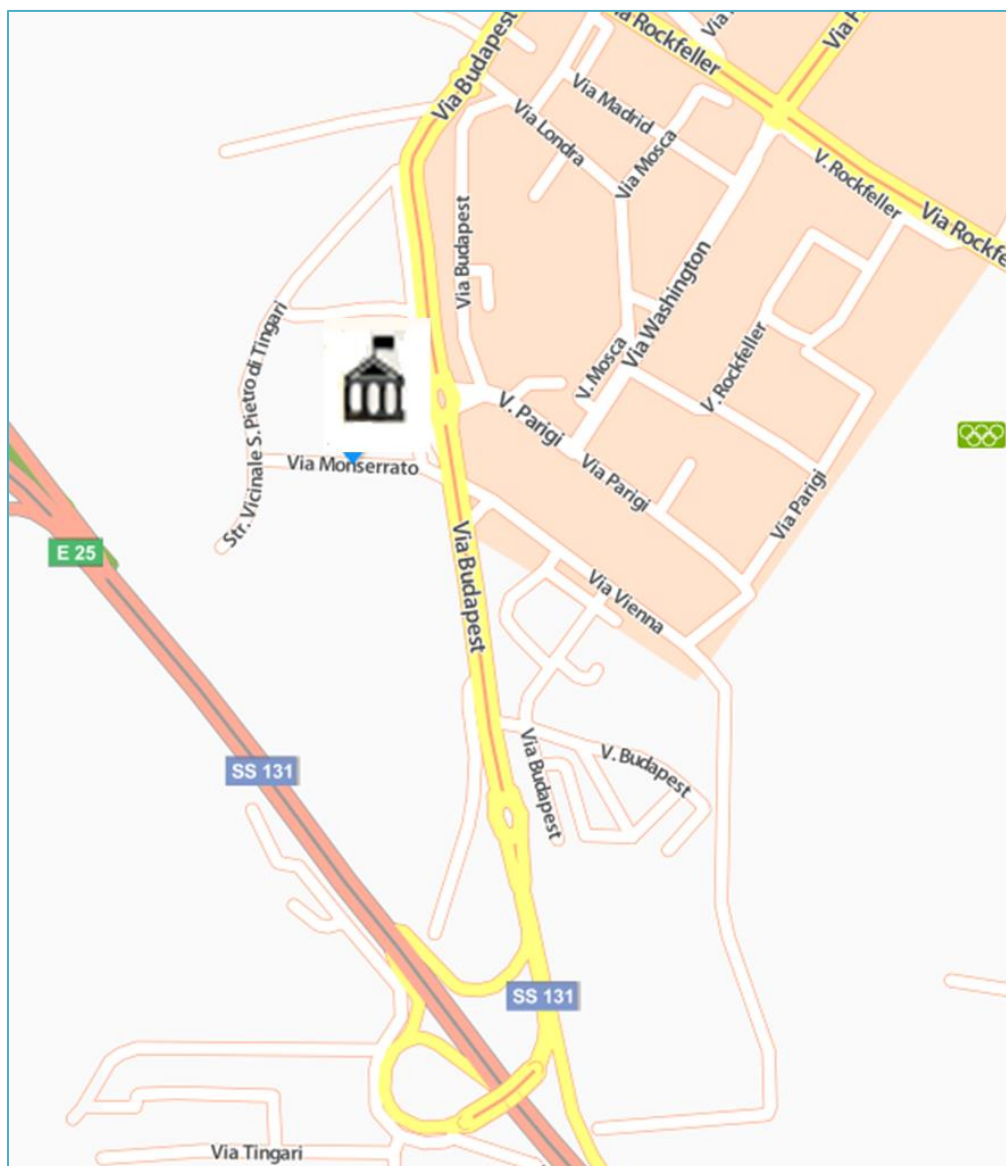 Via Budapest
Via Rockfeller
Via Madrid
Via Londra
Via Mosca
V. Rockfeller
Via Rockfe
Via Budapest
Via Washington
Str. Vicinale S. Pietro di Tingari
V. Mosca
V. Rockfeller
V. Parigi
Via Monserrato
Via Parigi
Via Parigi
E 25
Via Budapest
Via Vienna
SS 131
Via Budapest
V. Budapest
SS 131
Via Tingari